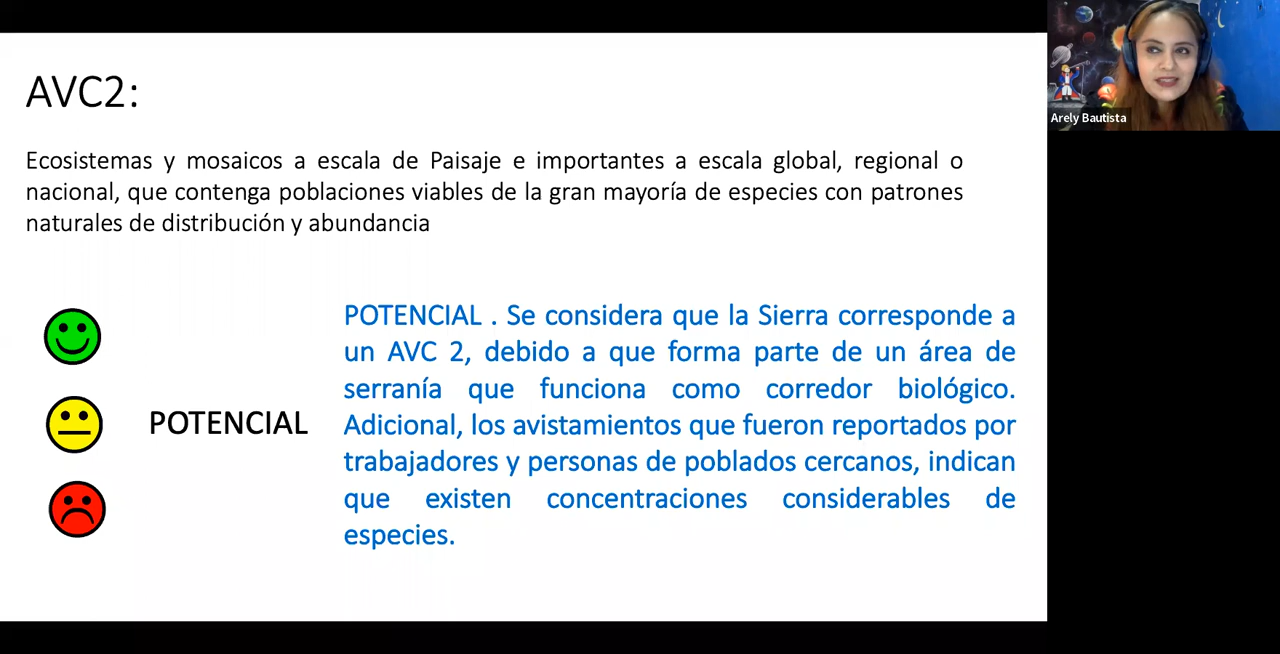 AVC2:
Ecosistemas y mosaicos a escala de Paisaje e importantes a escala global, regional o
nacional, que contenga poblaciones viables de la gran mayoría de especies con patrones
naturales de distribución y abundancia
POTENCIAL
POTENCIAL . Se considera que la Sierra corresponde a
un AVC 2, debido a que forma parte de un área de
serranía que funciona como corredor biológico.
Adicional, los avistamientos que fueron reportados por
trabajadores y personas de poblados cercanos, indican
que existen concentraciones considerables de
especies.
Arely Bautista